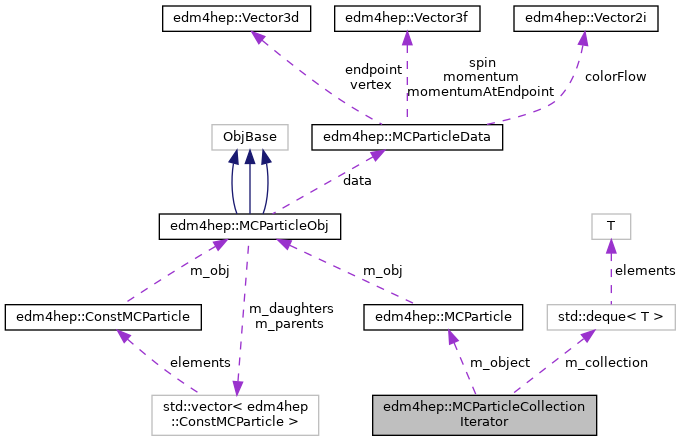 edm4hep::Vector3d
edm4hep::Vector3f
edm4hep::Vector2i
endpoint
vertex
spin
momentum
momentumAtEndpoint
colorFlow
ObjBase
edm4hep::MCParticleData
data
edm4hep::MCParticleObj
T
m_obj
m_obj
elements
edm4hep::ConstMCParticle
m_daughters
m_parents
edm4hep::MCParticle
std::deque< T >
elements
m_object
m_collection
std::vector< edm4hep
::ConstMCParticle >
edm4hep::MCParticleCollection
Iterator